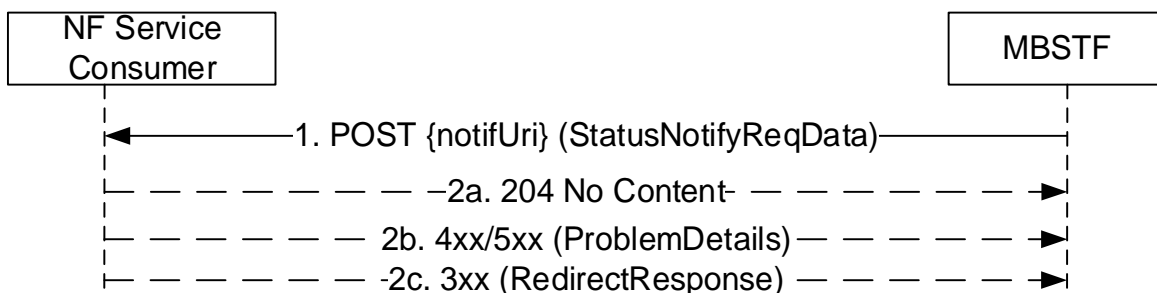 NF Service
Consumer
MBSTF
1. POST {notifUri} (StatusNotifyReqData)
2a. 204 No Content
2b. 4xx/5xx (ProblemDetails)
2c. 3xx (RedirectResponse)